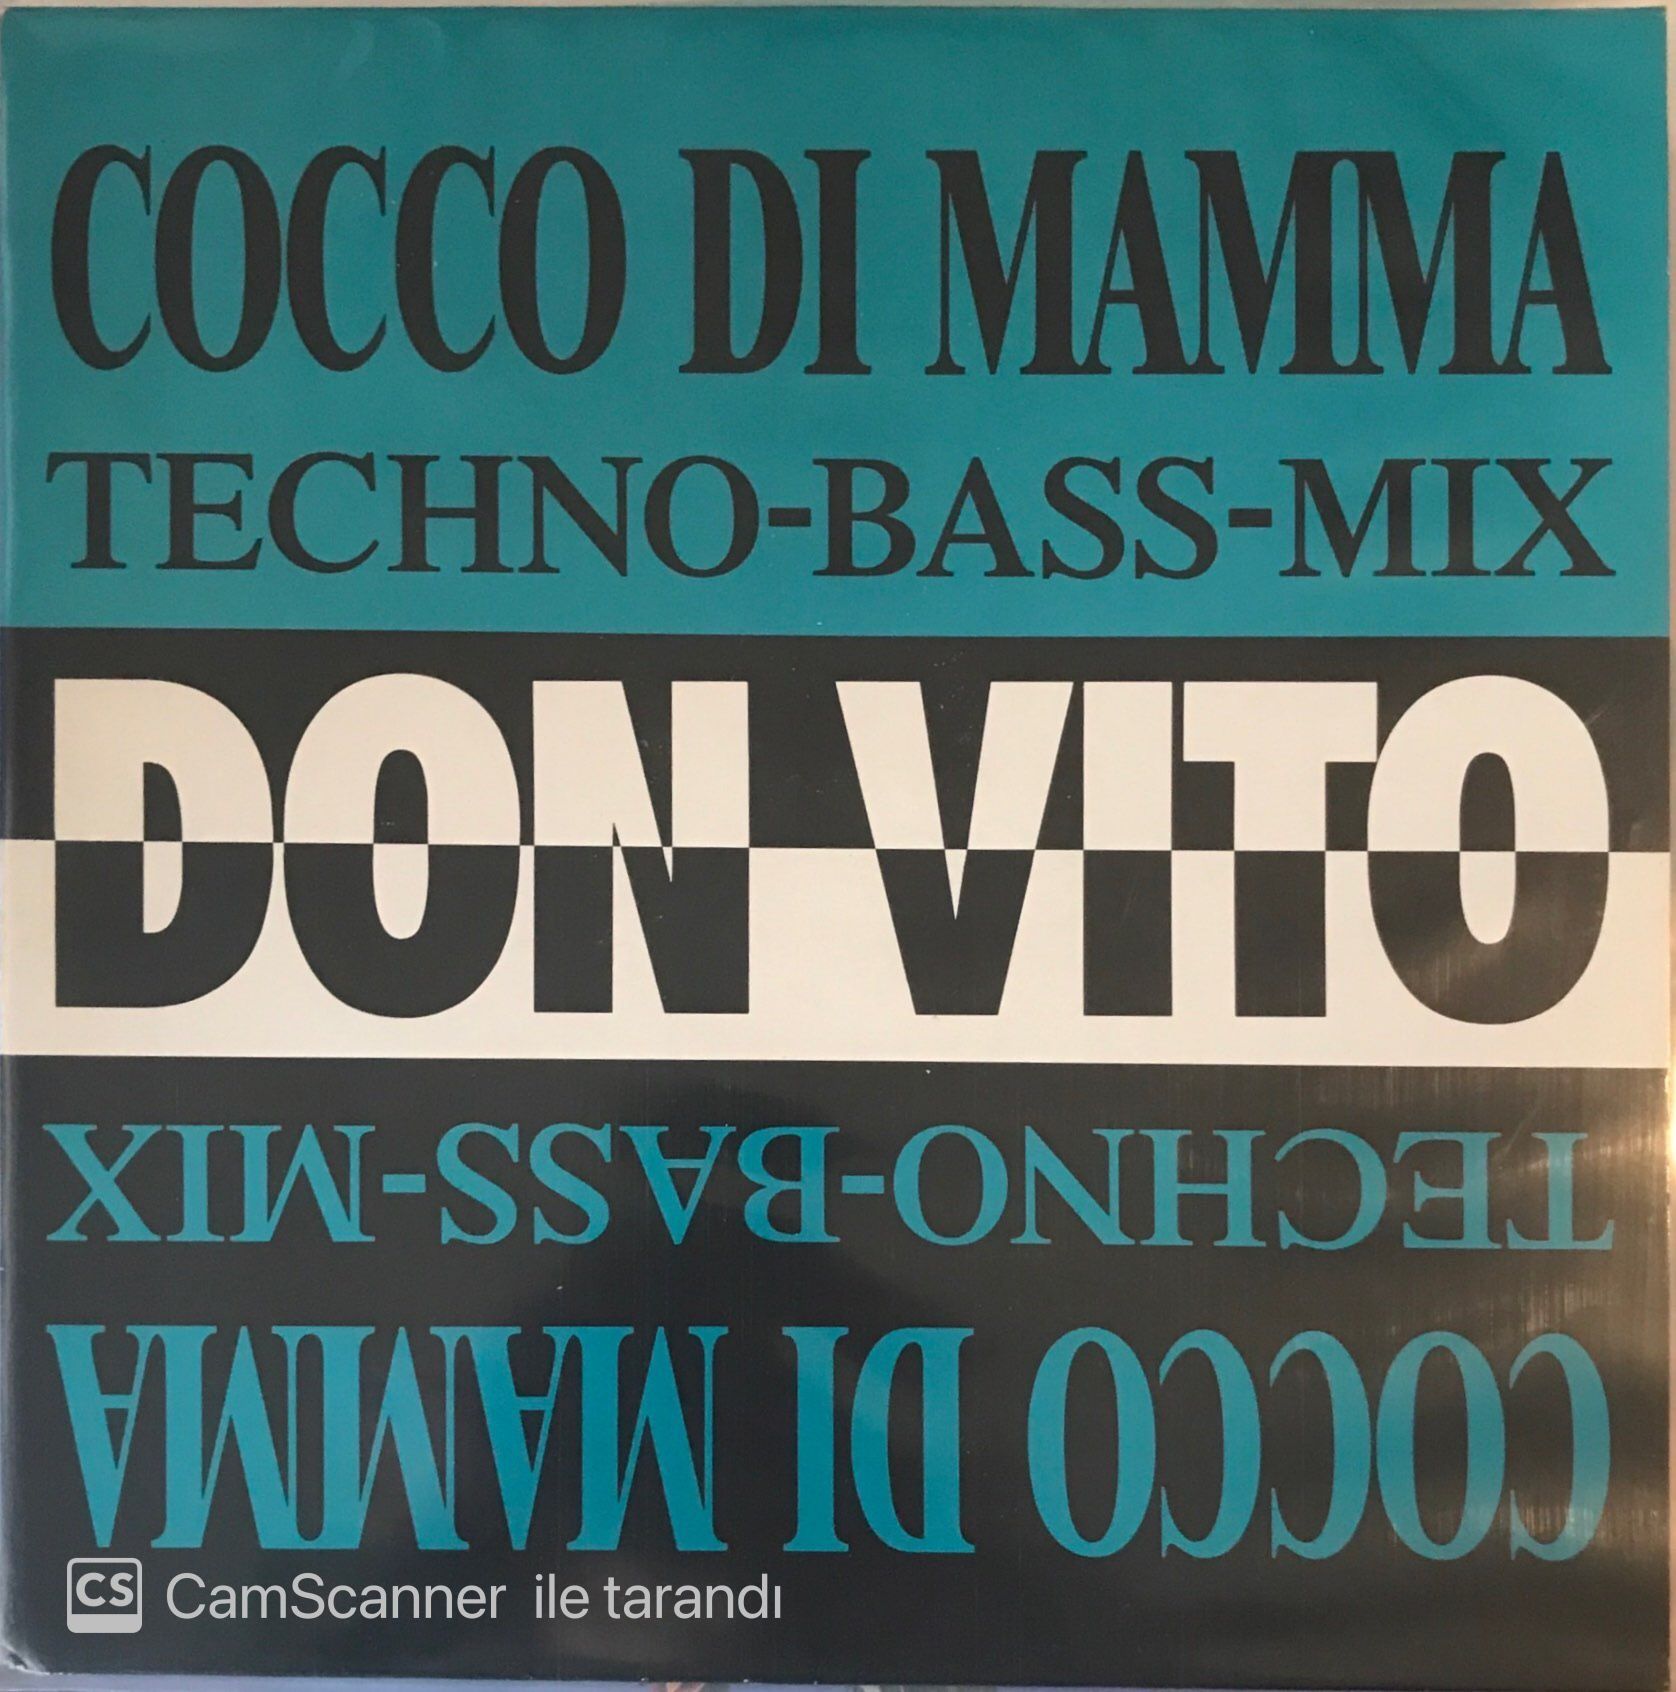 COCCO DI MAMMA
TECHNO-BASS-MIX
DON VITO
TECHNO-BASS-MIX
COCCO DI MAMMA
CS CamScanner ile tarandı